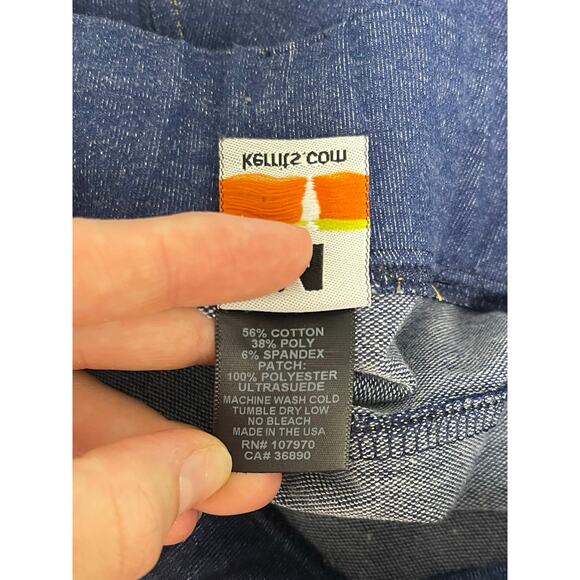 kerrits.com
56% COTTON
38% POLY
6% SPANDEX
PATCH:
100% POLYESTER
ULTRASUEDE
MACHINE WASH COLD
TUMBLE DRY LOW
NO BLEACH
MADE IN THE USA
RN# 107970
CA# 36890